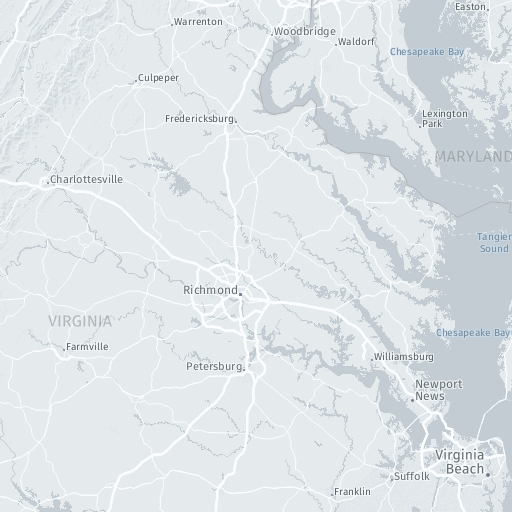 Easton
Warrenton
Woodbridge
Waldorf
Chesapeake Bay
Culpeper
Lexington
Park
Fredericksburg
MARYLAND
Charlottesville
Tangier
Sound
Richmond
VIRGINIA
Chesapeake Bay
Farmville
Williamsburg
Petersburg
Newport
News
Virginia
Beach
Suffolk
Franklin